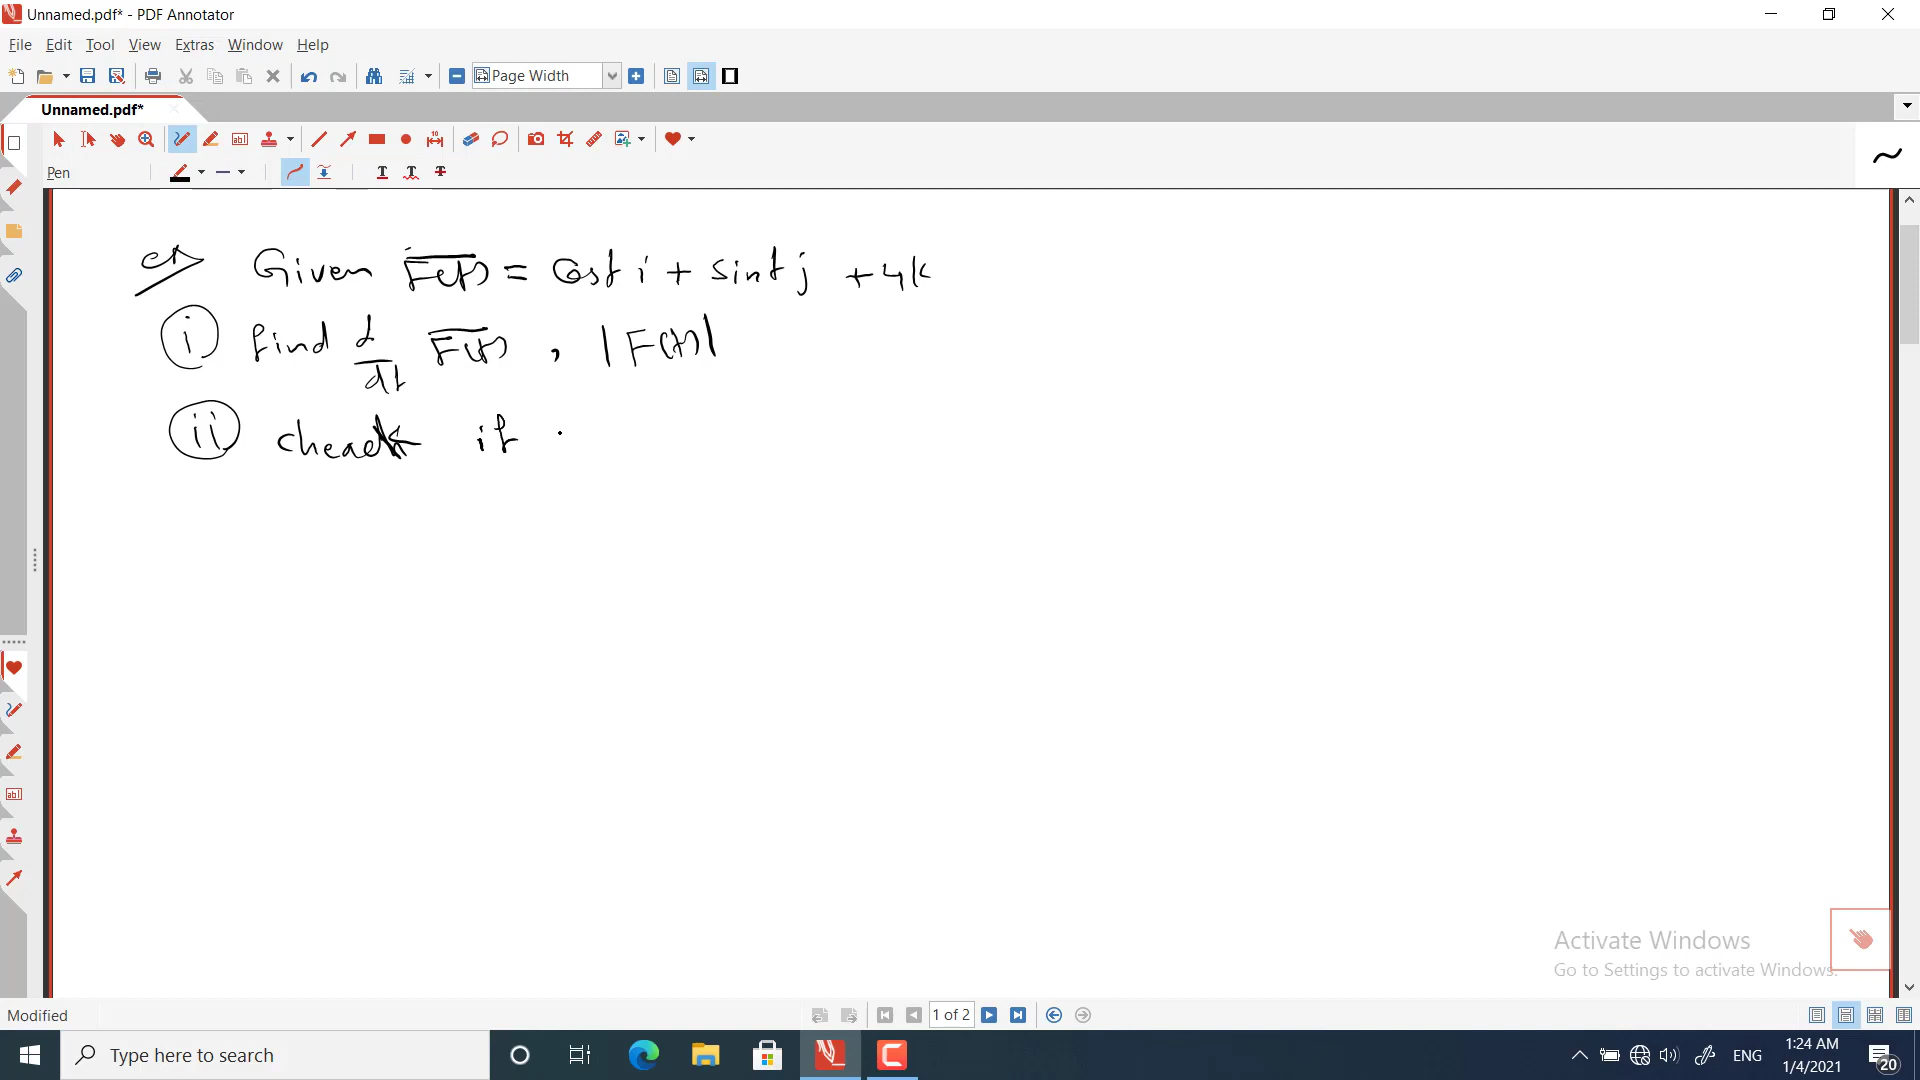 Unnamed.pdf* - PDF Annotator
File Edit Tool View Extras Window Help
Page Width
Unnamed.pdf*
Pen
ex Given F(t) = Cost i + Sint j + 4k
i find d/dt F(t) , |F(t)|
ii cheack if
Activate Windows
Go to Settings to activate Windows.
Modified
1 of 2
Type here to search
ENG
1:24 AM
1/4/2021
20